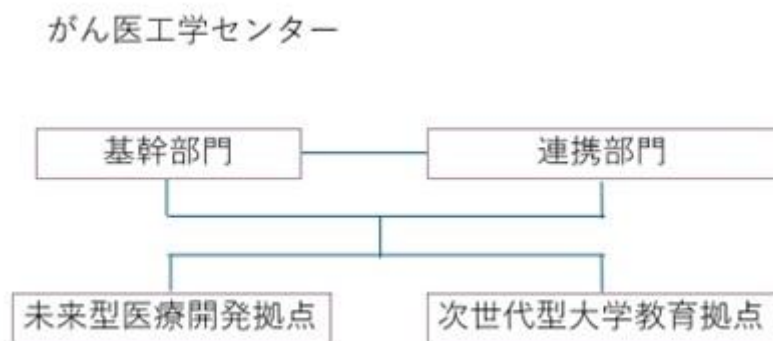 がん医工学センター
基幹部門
連携部門
未来型医療開発拠点
次世代型大学教育拠点